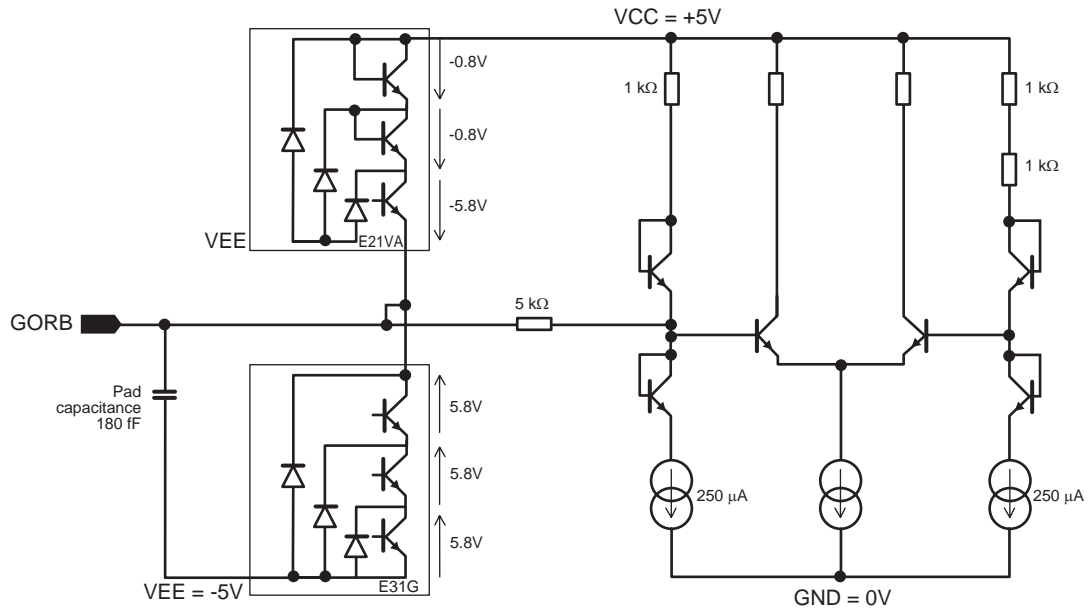 VCC = +5V
-0.8V
1 kΩ
1 kΩ
-0.8V
1 kΩ
-5.8V
VEE
E21VA
5 kΩ
GORB
Pad
capacitance
180 fF
5.8V
5.8V
250 μA
250 μA
5.8V
E31G
VEE = -5V
GND = 0V